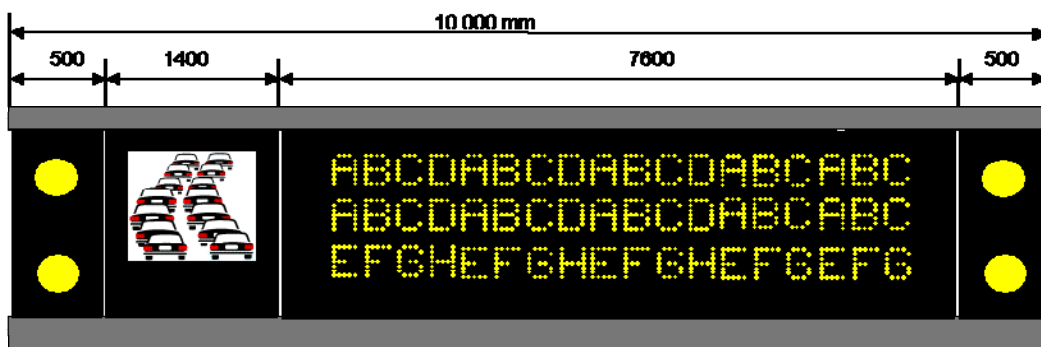 10 000 mm
500 1400 7600 500
ABCDABCDABCDABCABC
ABCDABCDABCDABCABC
EFGHEFGHEFGHEFGEFG